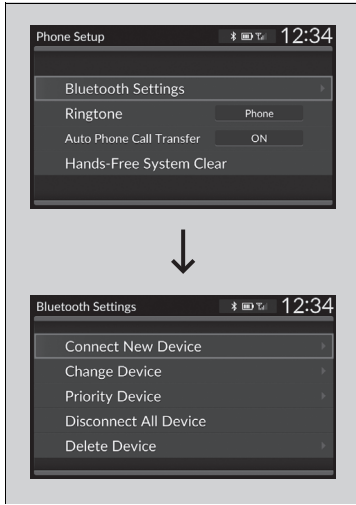 Phone Setup 12:34
Bluetooth Settings
Ringtone Phone
Auto Phone Call Transfer ON
Hands-Free System Clear
Bluetooth Settings 12:34
Connect New Device
Change Device
Priority Device
Disconnect All Device
Delete Device